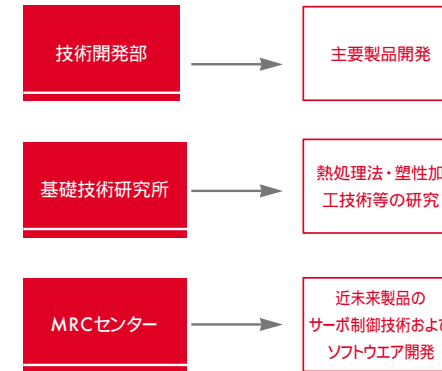 技術開発部
主要製品開発
基礎技術研究所
熱処理法・塑性加
工技術等の研究
MRCセンター
近未来製品の
サーボ制御技術および
ソフトウエア開発